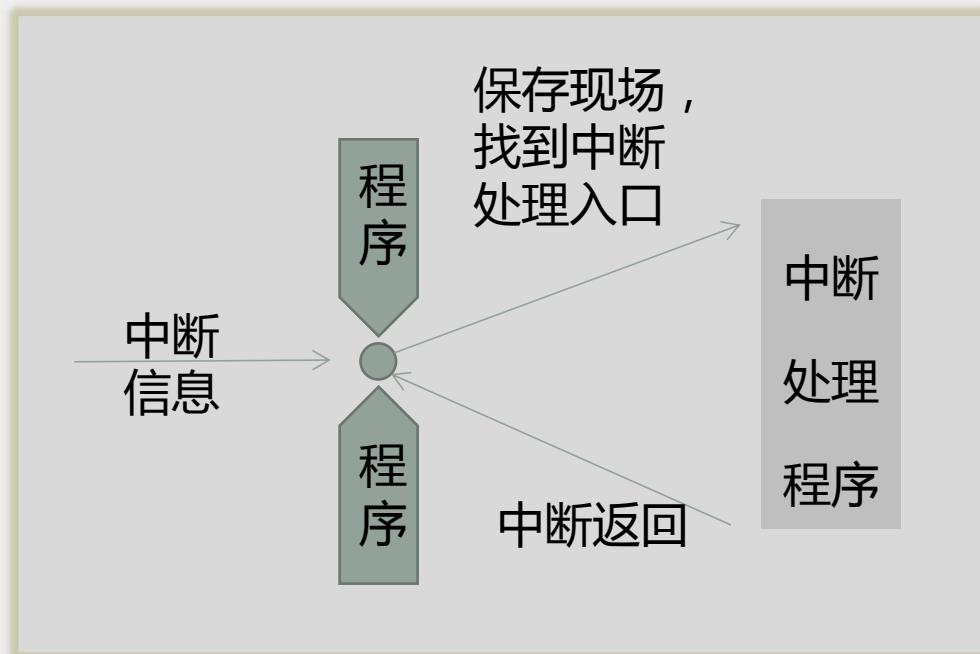 保存现场，
找到中断
处理入口
程
序
中断
信息
中断
处理
程序
程
序
中断返回